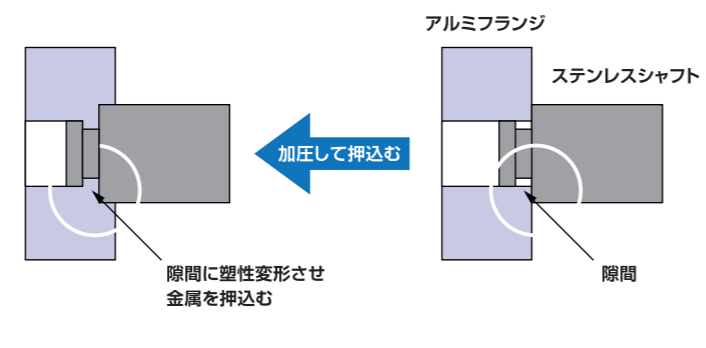 アルミフランジ
ステンレスシャフト
加圧して押込む
隙間に塑性変形させ
金属を押込む
隙間